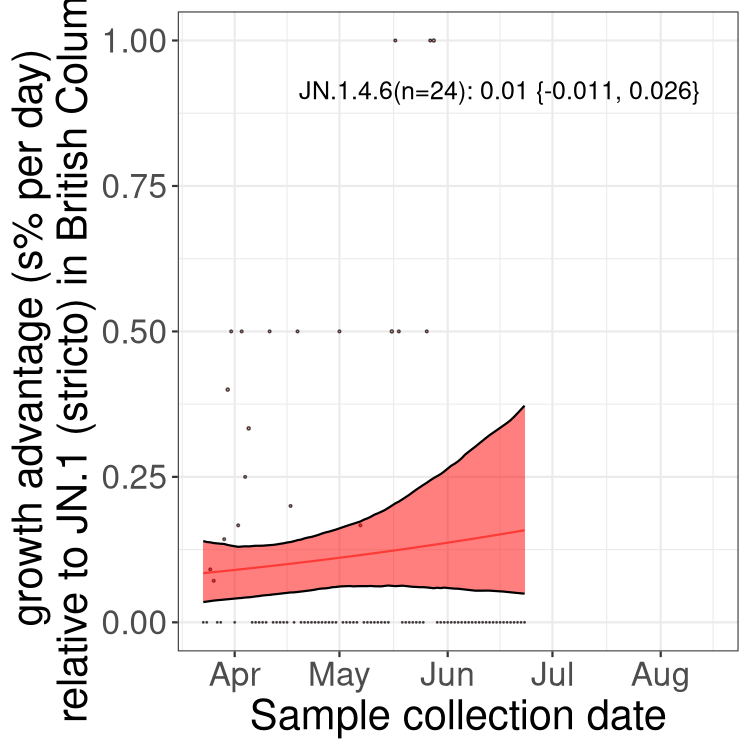 growth advantage (s% per day)
relative to JN.1 (stricto) in British Colum
1.00
0.75
0.50
0.25
0.00
JN.1.4.6(n=24): 0.01 {-0.011, 0.026}
Apr May Jun Jul Aug
Sample collection date